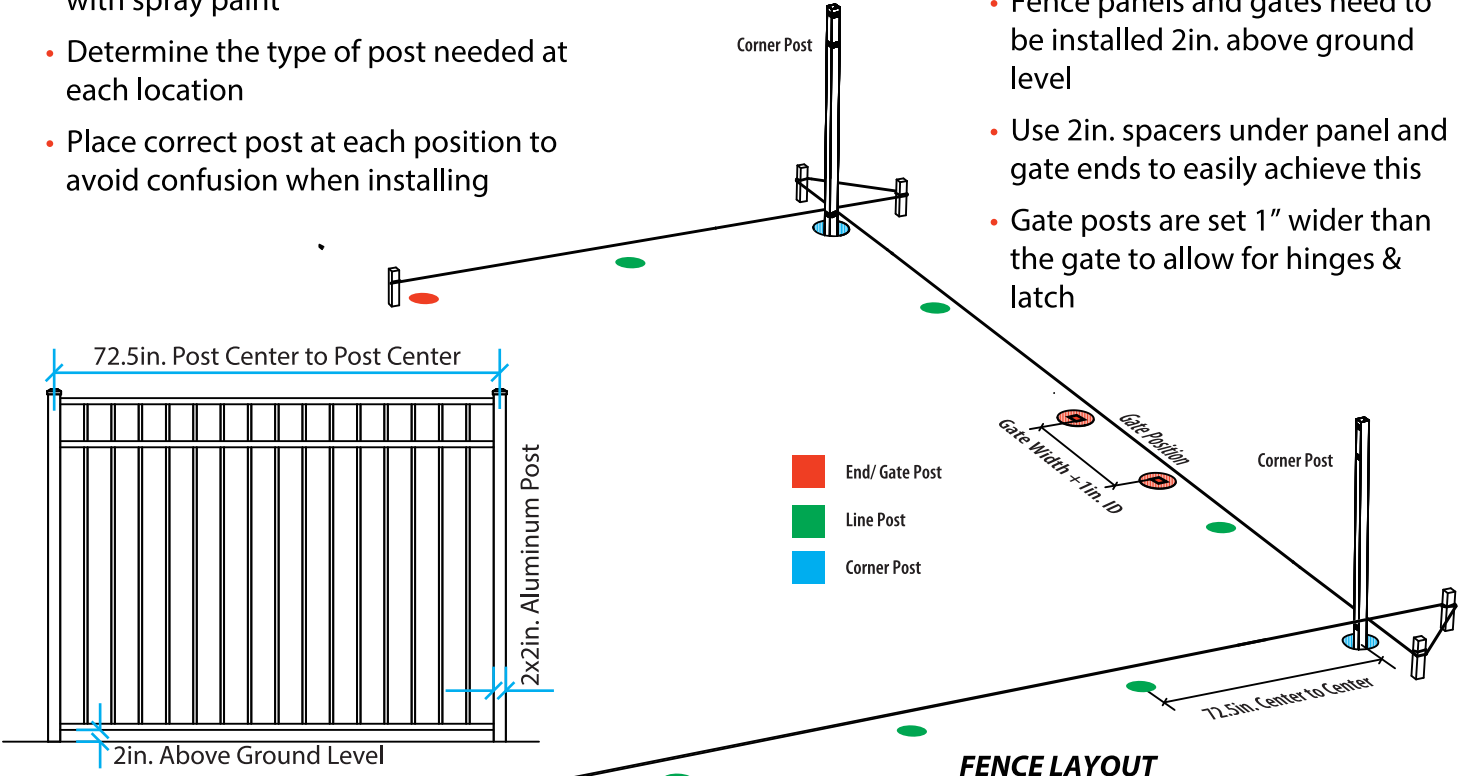 with spray paint
• Determine the type of post needed at
each location
• Place correct post at each position to
avoid confusion when installing
Corner Post
• Fence panels and gates need to
be installed 2in. above ground
level
• Use 2in. spacers under panel and
gate ends to easily achieve this
• Gate posts are set 1” wider than
the gate to allow for hinges &
latch
72.5in. Post Center to Post Center
2x2in. Aluminum Post
2in. Above Ground Level
Gate Position
Gate Width +1in. ID
End/ Gate Post
Line Post
Corner Post
Corner Post
72.5in. Center to Center
FENCE LAYOUT